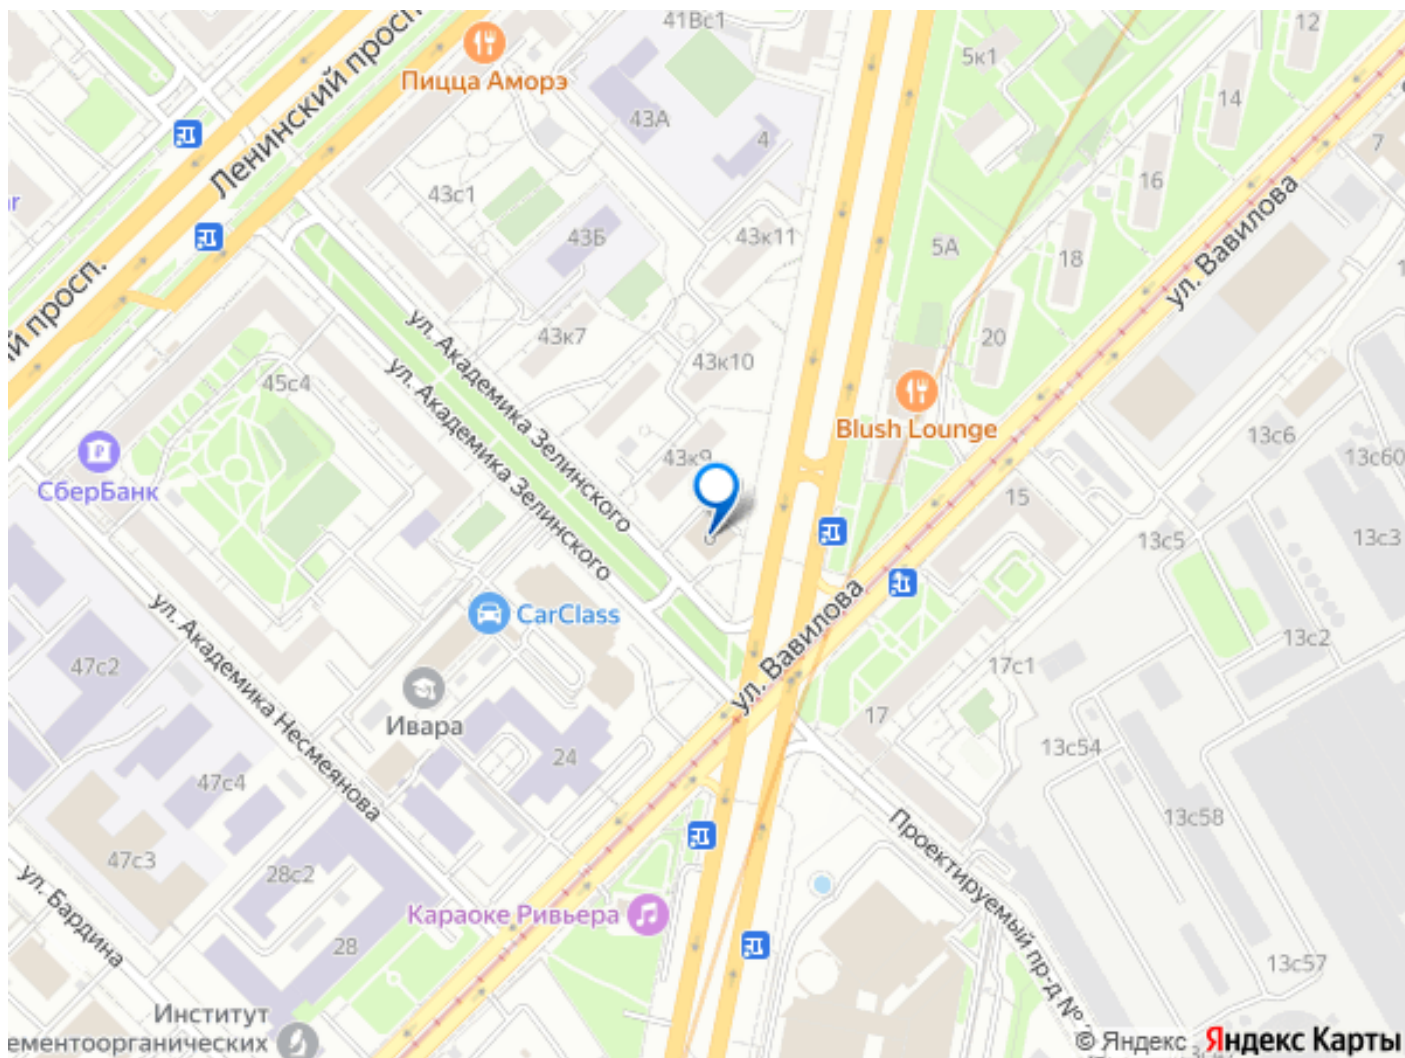 41Вс1
12
5к1
Пицца Аморэ
Ленинский просп.
14
43А
4
7
16
43с1
43Б
43к11
5А
18
ул. Вавилова
й просп.
43к7
43к10
20
ул. Академика Зелинского
ул. Академика Зелинского
45с4
Blush Lounge
13с6
13с60
43к9
СберБанк
15
13с5
13с3
ул. Вавилова
CarClass
ул. Академика Несмеянова
13с2
47с2
17с1
Ивара
17
13с54
24
47с4
13с58
Проектируемый пр-д №
47с3
28с2
ул. Бардина
Караоке Ривьера
28
13с57
Институт
ементоорганических
© Яндекс
Яндекс Карты